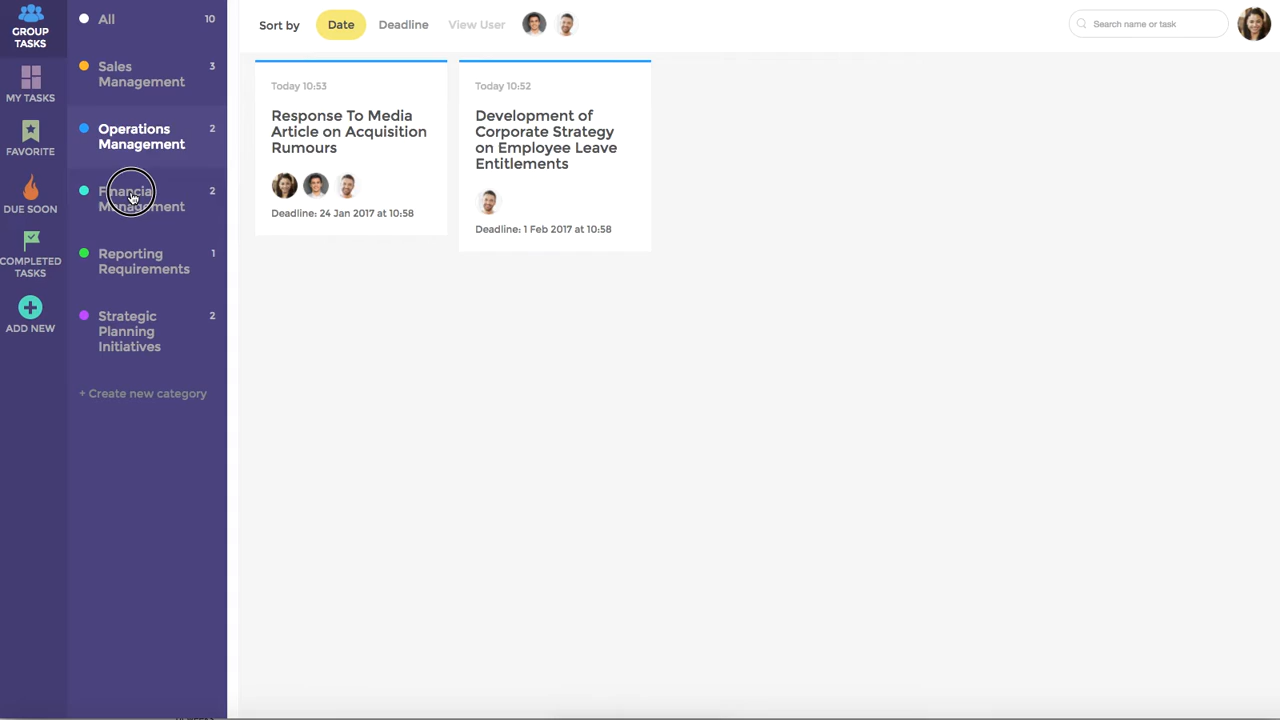 GROUP
TASKS
MY TASKS
FAVORITE
DUE SOON
COMPLETED
TASKS
ADD NEW
All 10
Sales 3
Management
Operations 2
Management
Financial 2
Management
Reporting 1
Requirements
Strategic 2
Planning
Initiatives
+ Create new category
Sort by Date Deadline View User
Search name or task
Today 10:53
Response To Media
Article on Acquisition
Rumours
Deadline: 24 Jan 2017 at 10:58
Today 10:52
Development of
Corporate Strategy
on Employee Leave
Entitlements
Deadline: 1 Feb 2017 at 10:58